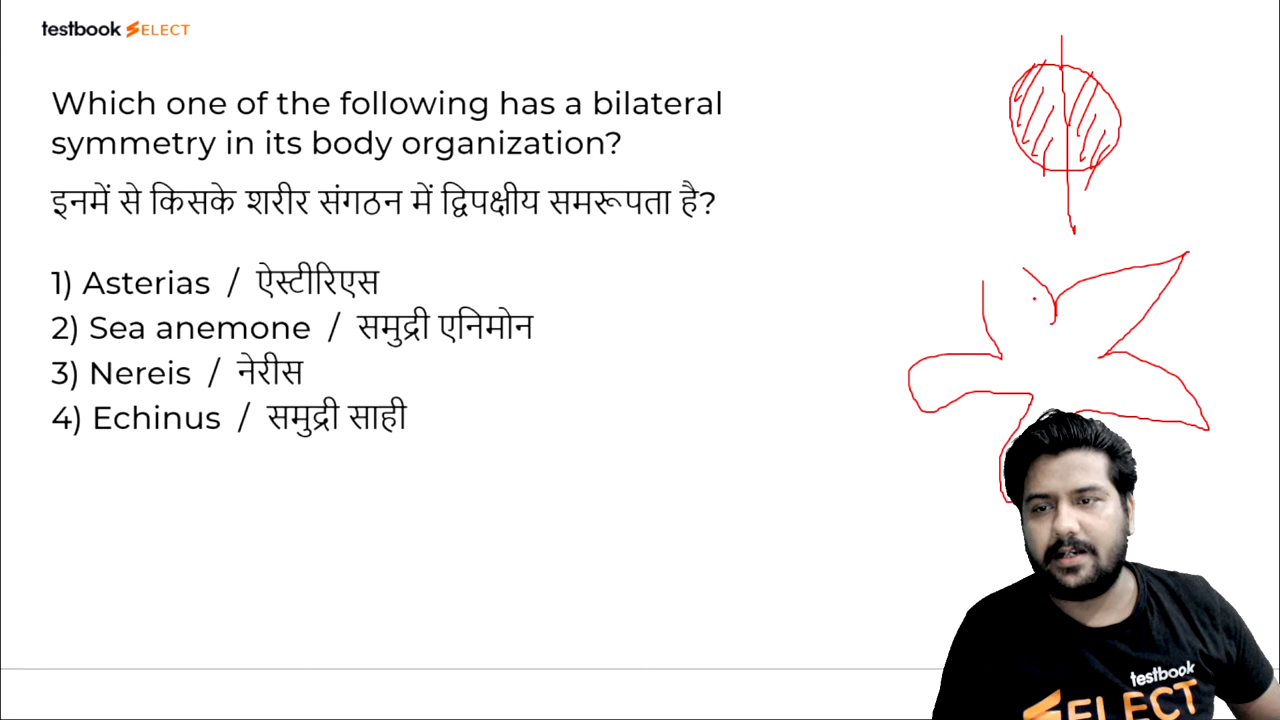 testbook SELECT
Which one of the following has a bilateral
symmetry in its body organization?
इनमें से किसके शरीर संगठन में द्विपक्षीय समरूपता है?
1) Asterias / ऐस्टीरिएस
2) Sea anemone / समुद्री एनिमोन
3) Nereis / नेरीस
4) Echinus / समुद्री साही
testbook
SELECT